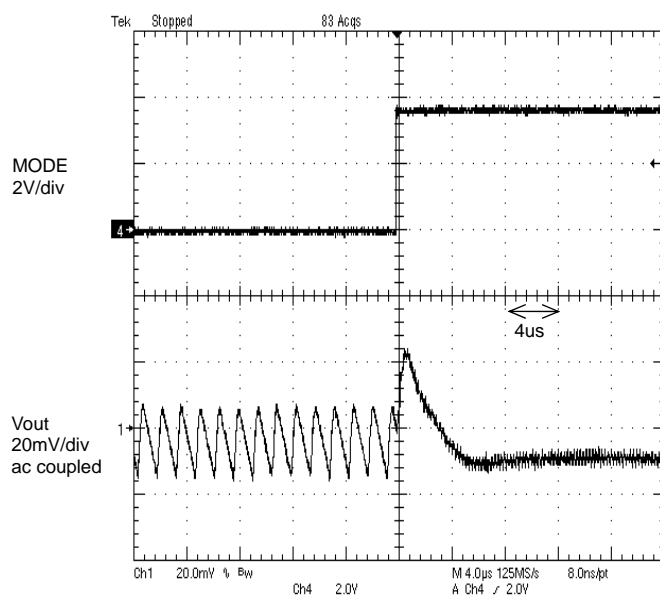 Tek Stopped 83 Acqs
MODE
2V/div
4
4us
1
Vout
20mV/div
ac coupled
Ch1 20.0mV ∿ BW M 4.0µs 125MS/s 8.0ns/pt
Ch4 2.0V A Ch4 ∕ 2.0V